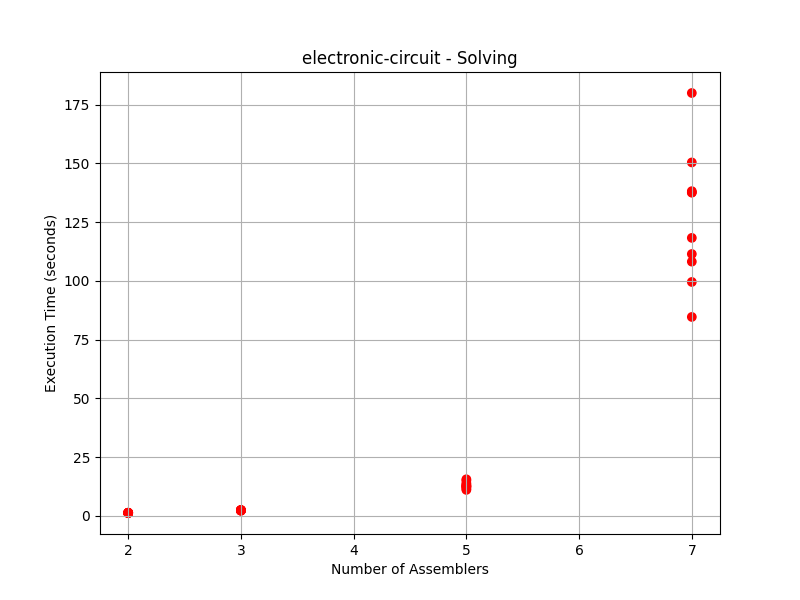 electronic-circuit - Solving
175
150
125
100
75
50
25
0
Execution Time (seconds)
2 3 4 5 6 7
Number of Assemblers